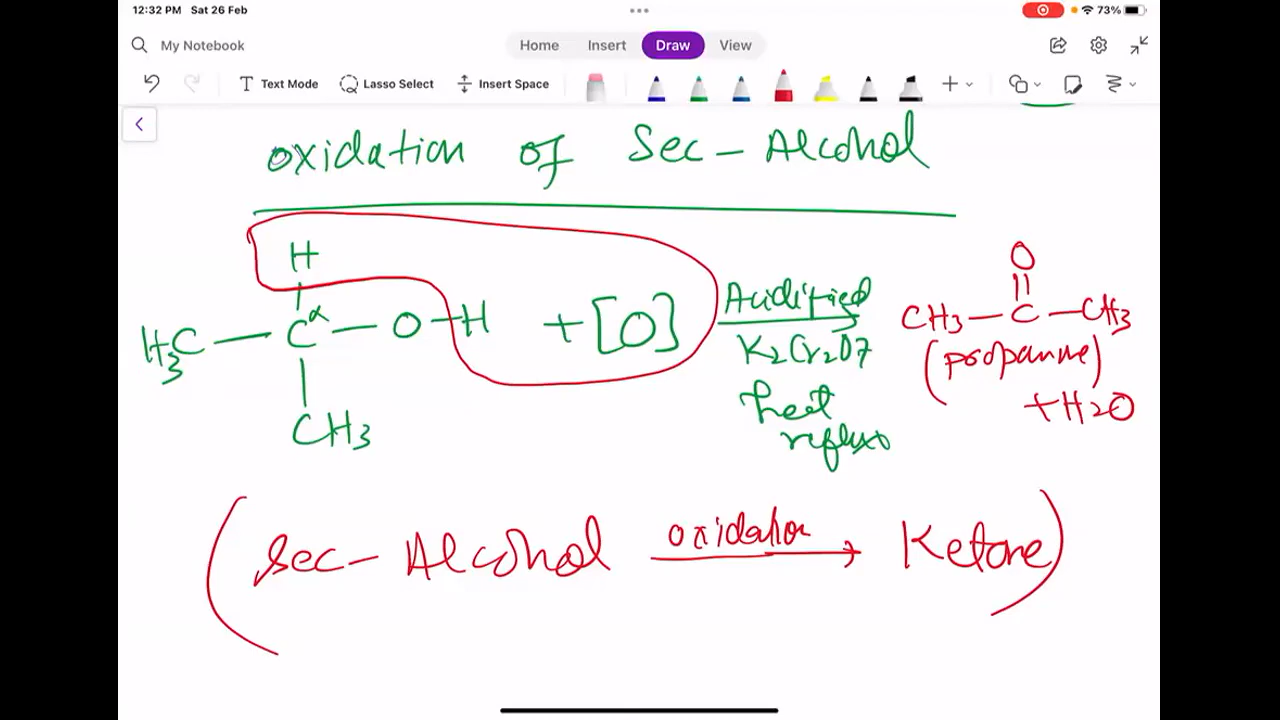 12:32 PM Sat 26 Feb
73%
My Notebook
Home Insert Draw View
Text Mode Lasso Select Insert Space
oxidation of Sec-Alcohol
H
H3C - Cα - O - H + [O]
CH3
Acidified
K2Cr2O7
heat
reflux
O
CH3 - C - CH3
(propanne)
+ H2O
(Sec-Alcohol oxidation → Ketone)